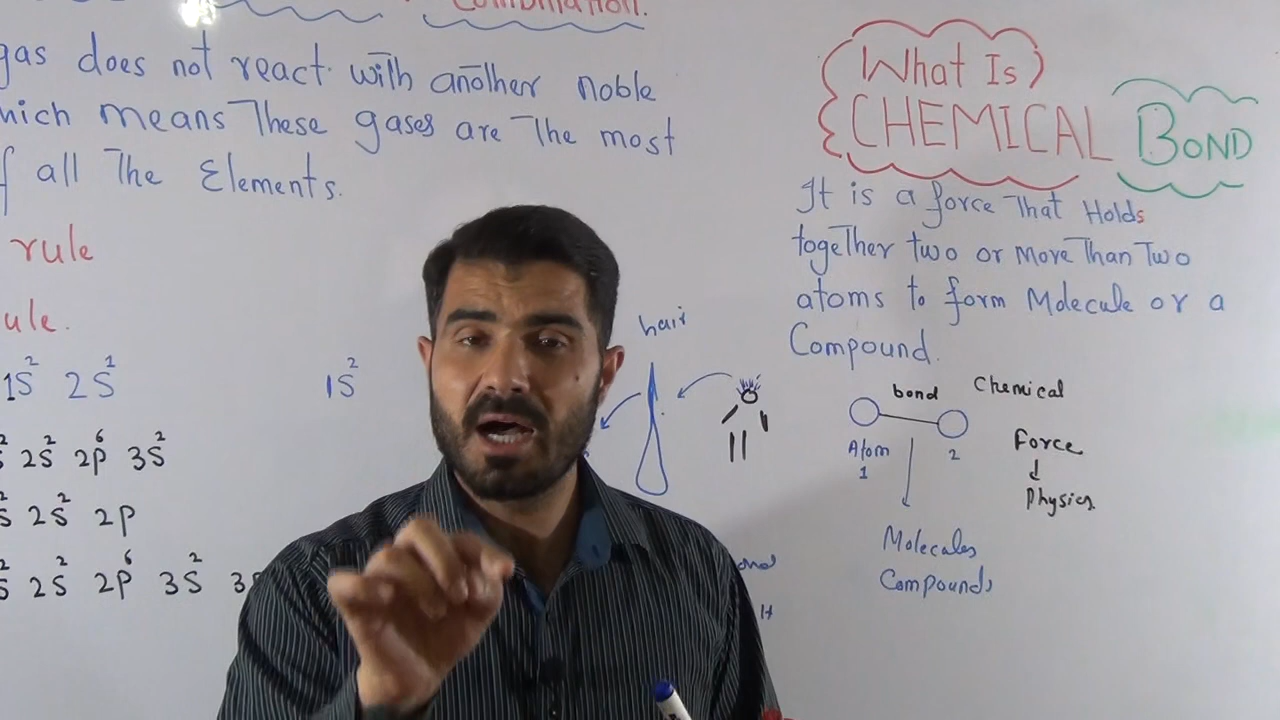 Combination.
gas does not react with another noble
which means These gases are The most
f all The Elements.
rule
ule.
1S² 2S¹
1S²
2S² 2P⁶ 3S²
2S² 2P
2S² 2P⁶ 3S²
hair
What Is
CHEMICAL BOND
It is a force That Holds
together two or more Than Two
atoms to form Molecule or a
Compound.
bond
Chemical
Atom
1
2
Force
Physics
Molecules
Compounds
It